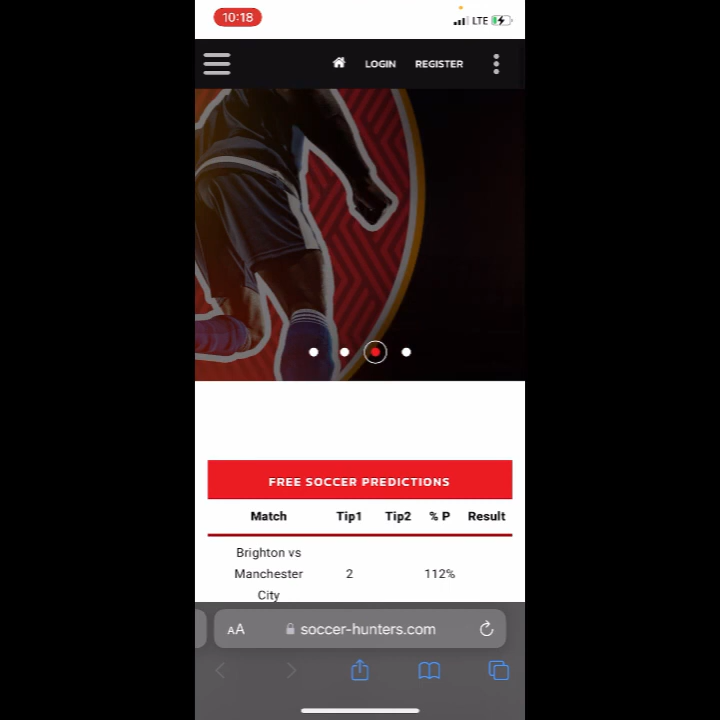 10:18
LTE
LOGIN
REGISTER
FREE SOCCER PREDICTIONS
Match Tip1 Tip2 % P Result
Brighton vs
Manchester 2 112%
City
AA soccer-hunters.com